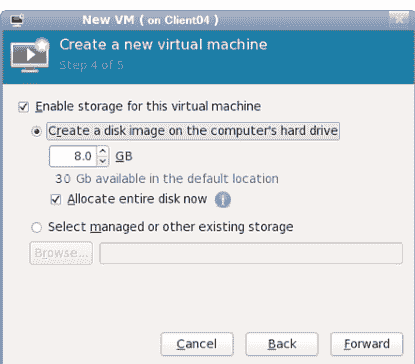 New VM ( on Client04 )
Create a new virtual machine
Step 4 of 5
Enable storage for this virtual machine
Create a disk image on the computer's hard drive
8.0 GB
30 Gb available in the default location
Allocate entire disk now
Select managed or other existing storage
Browse...
Cancel Back Forward